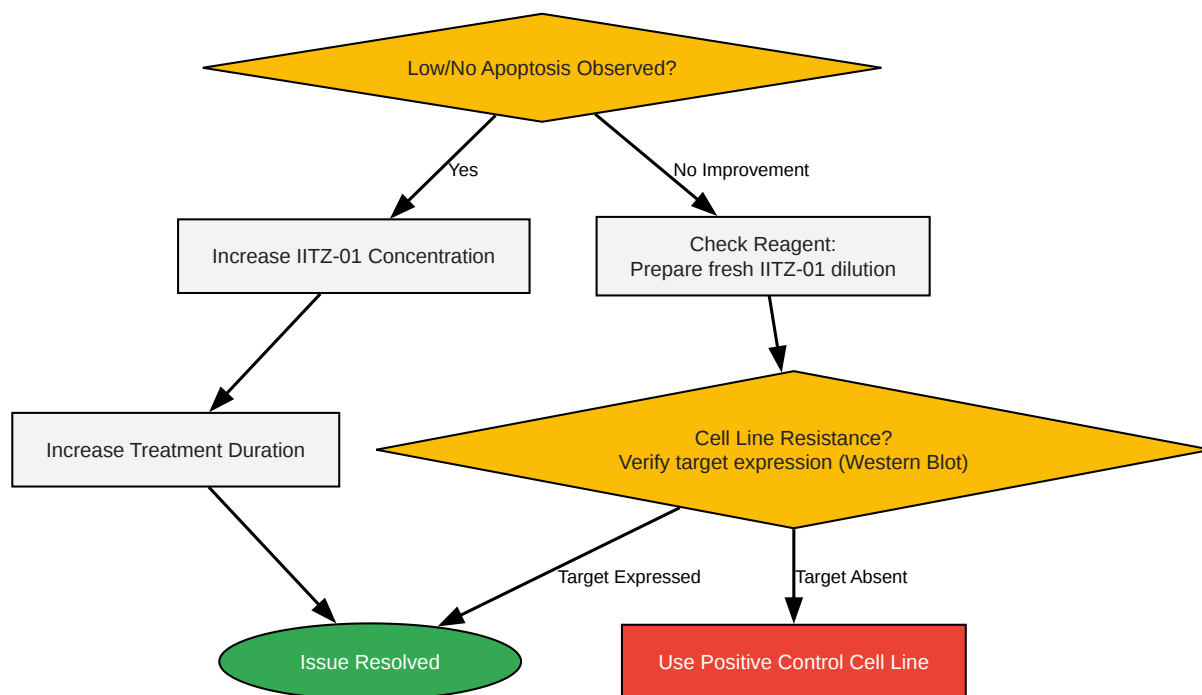 Low/No Apoptosis Observed?
Yes
No Improvement
Increase IITZ-01 Concentration
Check Reagent:
Prepare fresh IITZ-01 dilution
Increase Treatment Duration
Cell Line Resistance?
Verify target expression (Western Blot)
Target Expressed
Target Absent
Issue Resolved
Use Positive Control Cell Line